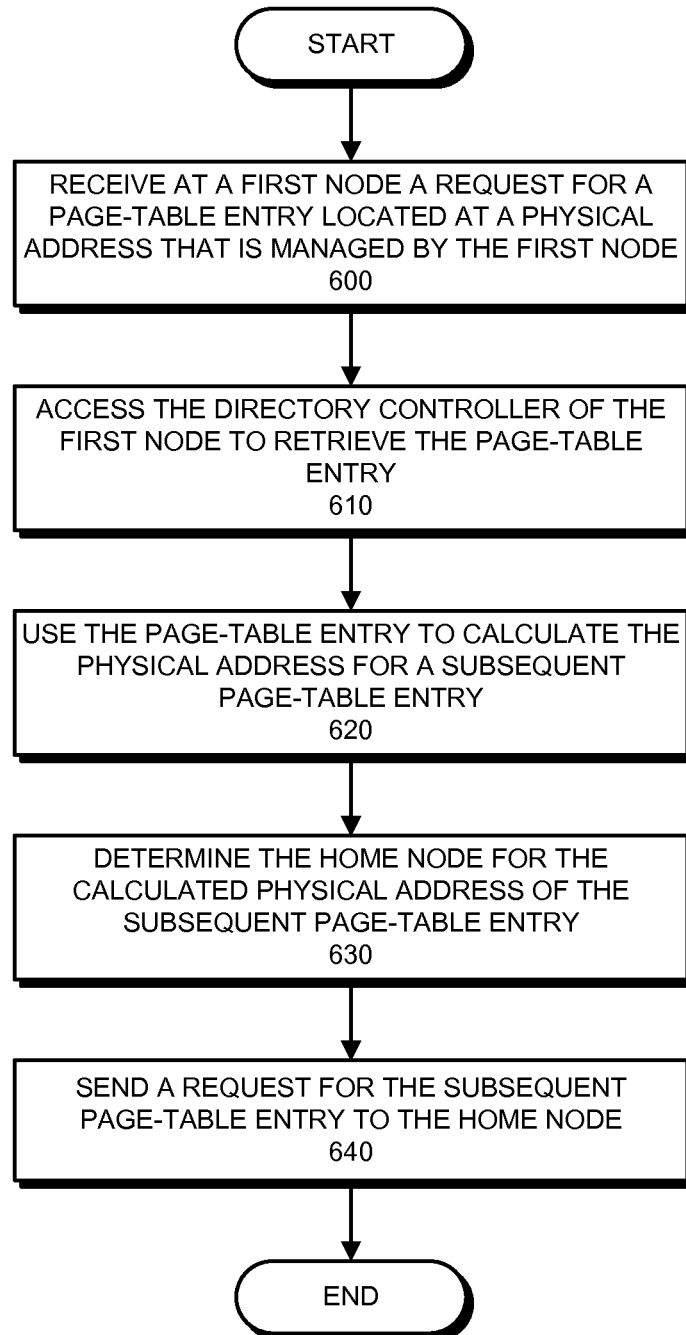 START
RECEIVE AT A FIRST NODE A REQUEST FOR A
PAGE-TABLE ENTRY LOCATED AT A PHYSICAL
ADDRESS THAT IS MANAGED BY THE FIRST NODE
600
ACCESS THE DIRECTORY CONTROLLER OF THE
FIRST NODE TO RETRIEVE THE PAGE-TABLE
ENTRY
610
USE THE PAGE-TABLE ENTRY TO CALCULATE THE
PHYSICAL ADDRESS FOR A SUBSEQUENT
PAGE-TABLE ENTRY
620
DETERMINE THE HOME NODE FOR THE
CALCULATED PHYSICAL ADDRESS OF THE
SUBSEQUENT PAGE-TABLE ENTRY
630
SEND A REQUEST FOR THE SUBSEQUENT
PAGE-TABLE ENTRY TO THE HOME NODE
640
END